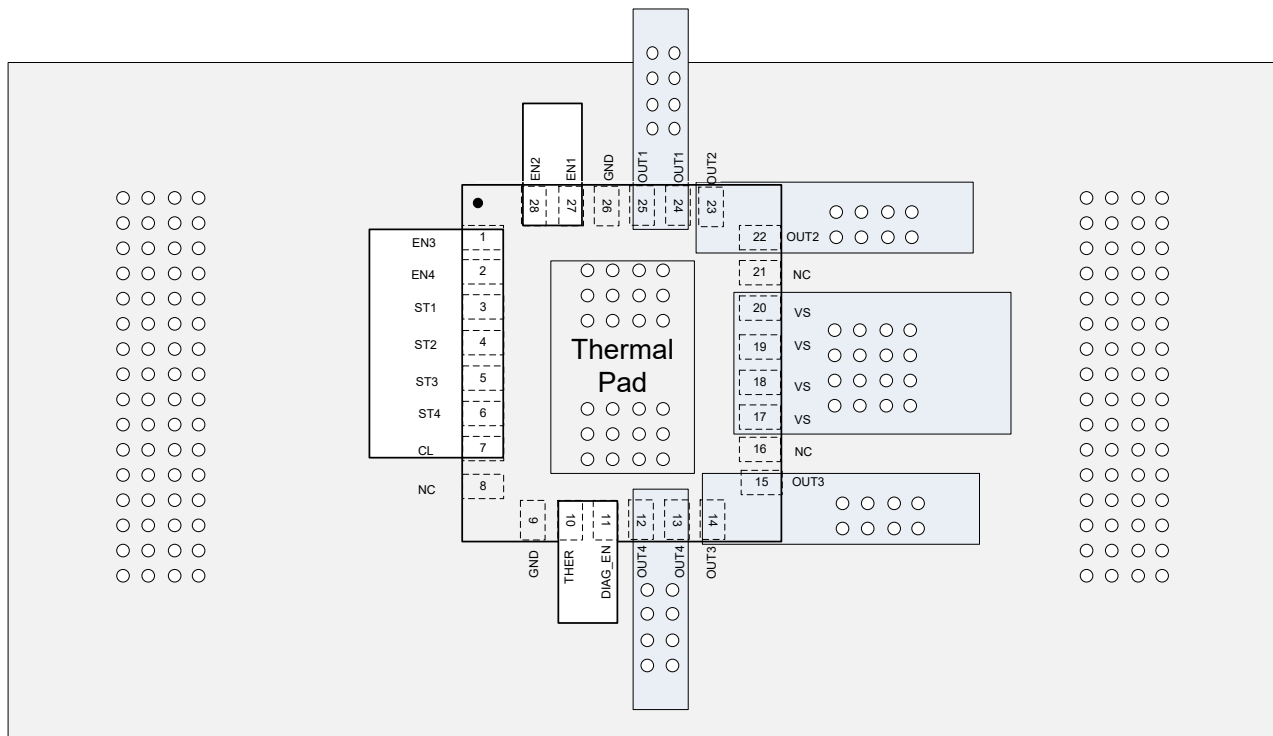 EN2
EN1
GND
OUT1
OUT1
OUT2
28
27
26
25
24
23
EN3
1
22
OUT2
EN4
2
21
NC
ST1
3
20
VS
ST2
4
19
VS
Thermal
Pad
ST3
5
18
VS
ST4
6
17
VS
CL
7
16
NC
NC
8
15
OUT3
9
10
11
12
13
14
GND
THER
DIAG_EN
OUT4
OUT4
OUT3